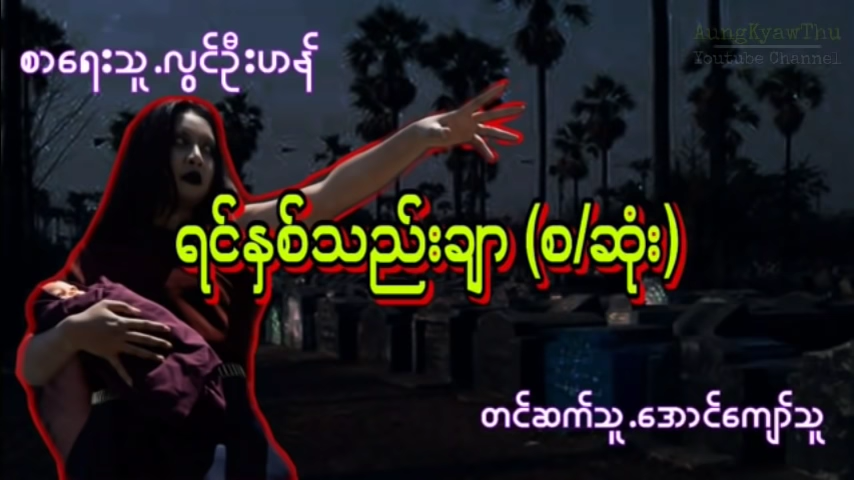 AungKyawThu
Youtube Channel
စာရေးသူ.လွင်ဦးဟန်
ရင်နှစ်သည်းချာ (စ/ဆုံး)
တင်ဆက်သူ.အောင်ကျော်သူ